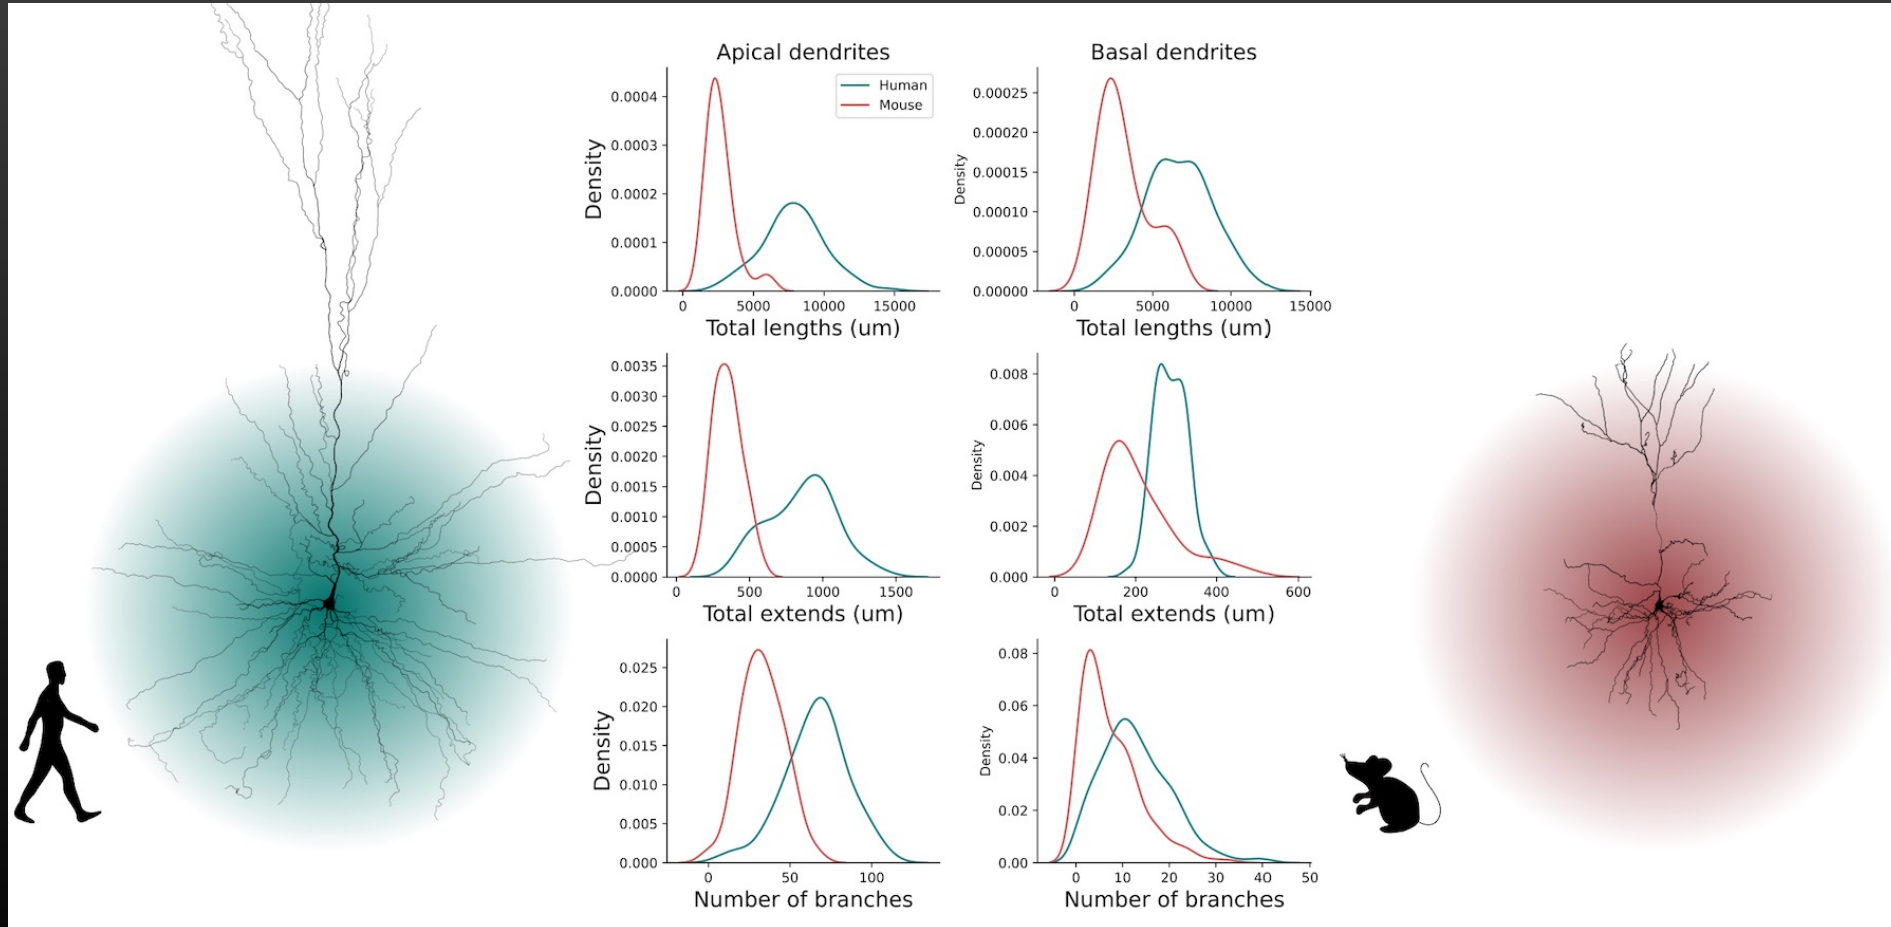 Apical dendrites
Human
Mouse
Density
0.0004
0.0003
0.0002
0.0001
0.0000
0 5000 10000 15000
Total lengths (um)
Basal dendrites
Density
0.00025
0.00020
0.00015
0.00010
0.00005
0.00000
0 5000 10000 15000
Total lengths (um)
Density
0.0035
0.0030
0.0025
0.0020
0.0015
0.0010
0.0005
0.0000
0 500 1000 1500
Total extends (um)
Density
0.008
0.006
0.004
0.002
0.000
0 200 400 600
Total extends (um)
Density
0.025
0.020
0.015
0.010
0.005
0.000
0 50 100
Number of branches
Density
0.08
0.06
0.04
0.02
0.00
0 10 20 30 40 50
Number of branches